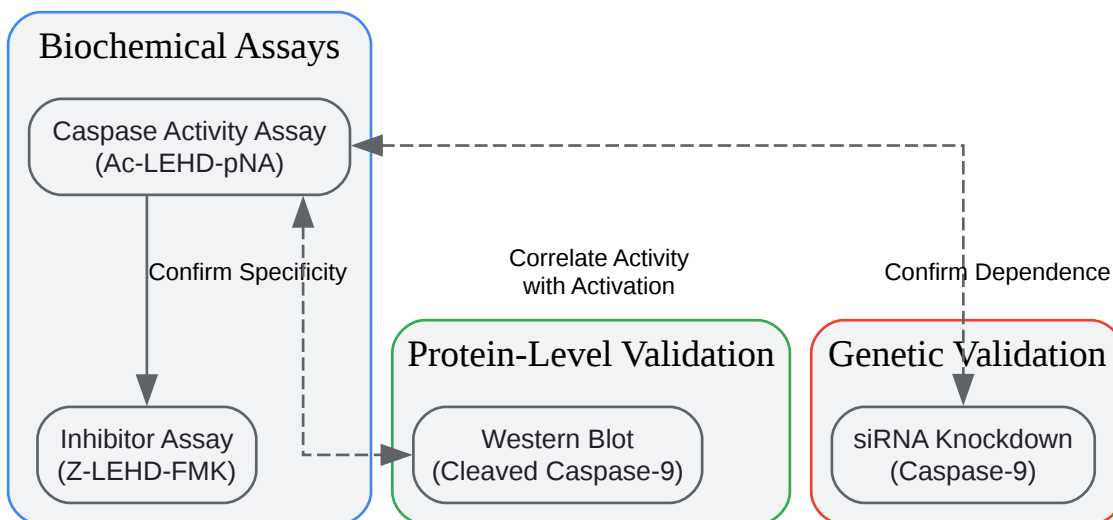 Biochemical Assays
Caspase Activity Assay
(Ac-LEHD-pNA)
Confirm Specificity
Correlate Activity
with Activation
Confirm Dependence
Protein-Level Validation
Genetic Validation
Inhibitor Assay
(Z-LEHD-FMK)
Western Blot
(Cleaved Caspase-9)
siRNA Knockdown
(Caspase-9)